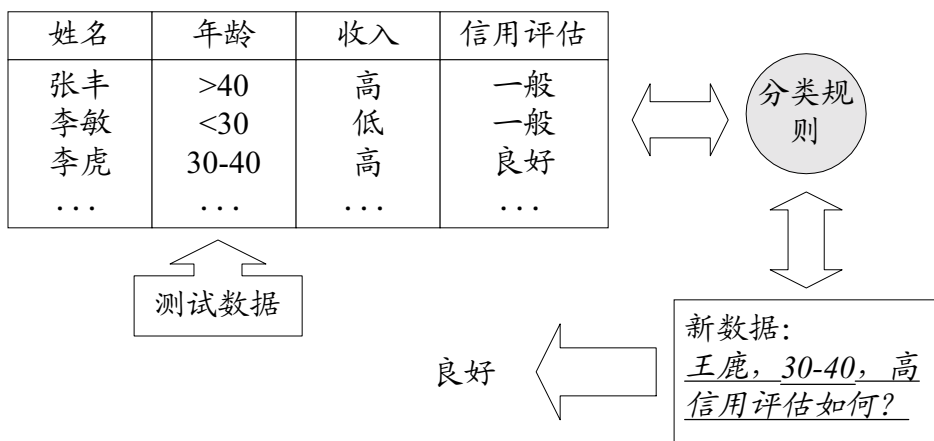 姓名 年龄 收入 信用评估
张丰 >40 高 一般
李敏 <30 低 一般
李虎 30-40 高 良好
... ... ... ...
分类规
则
测试数据
新数据：
王鹿，30-40，高
信用评估如何？
良好